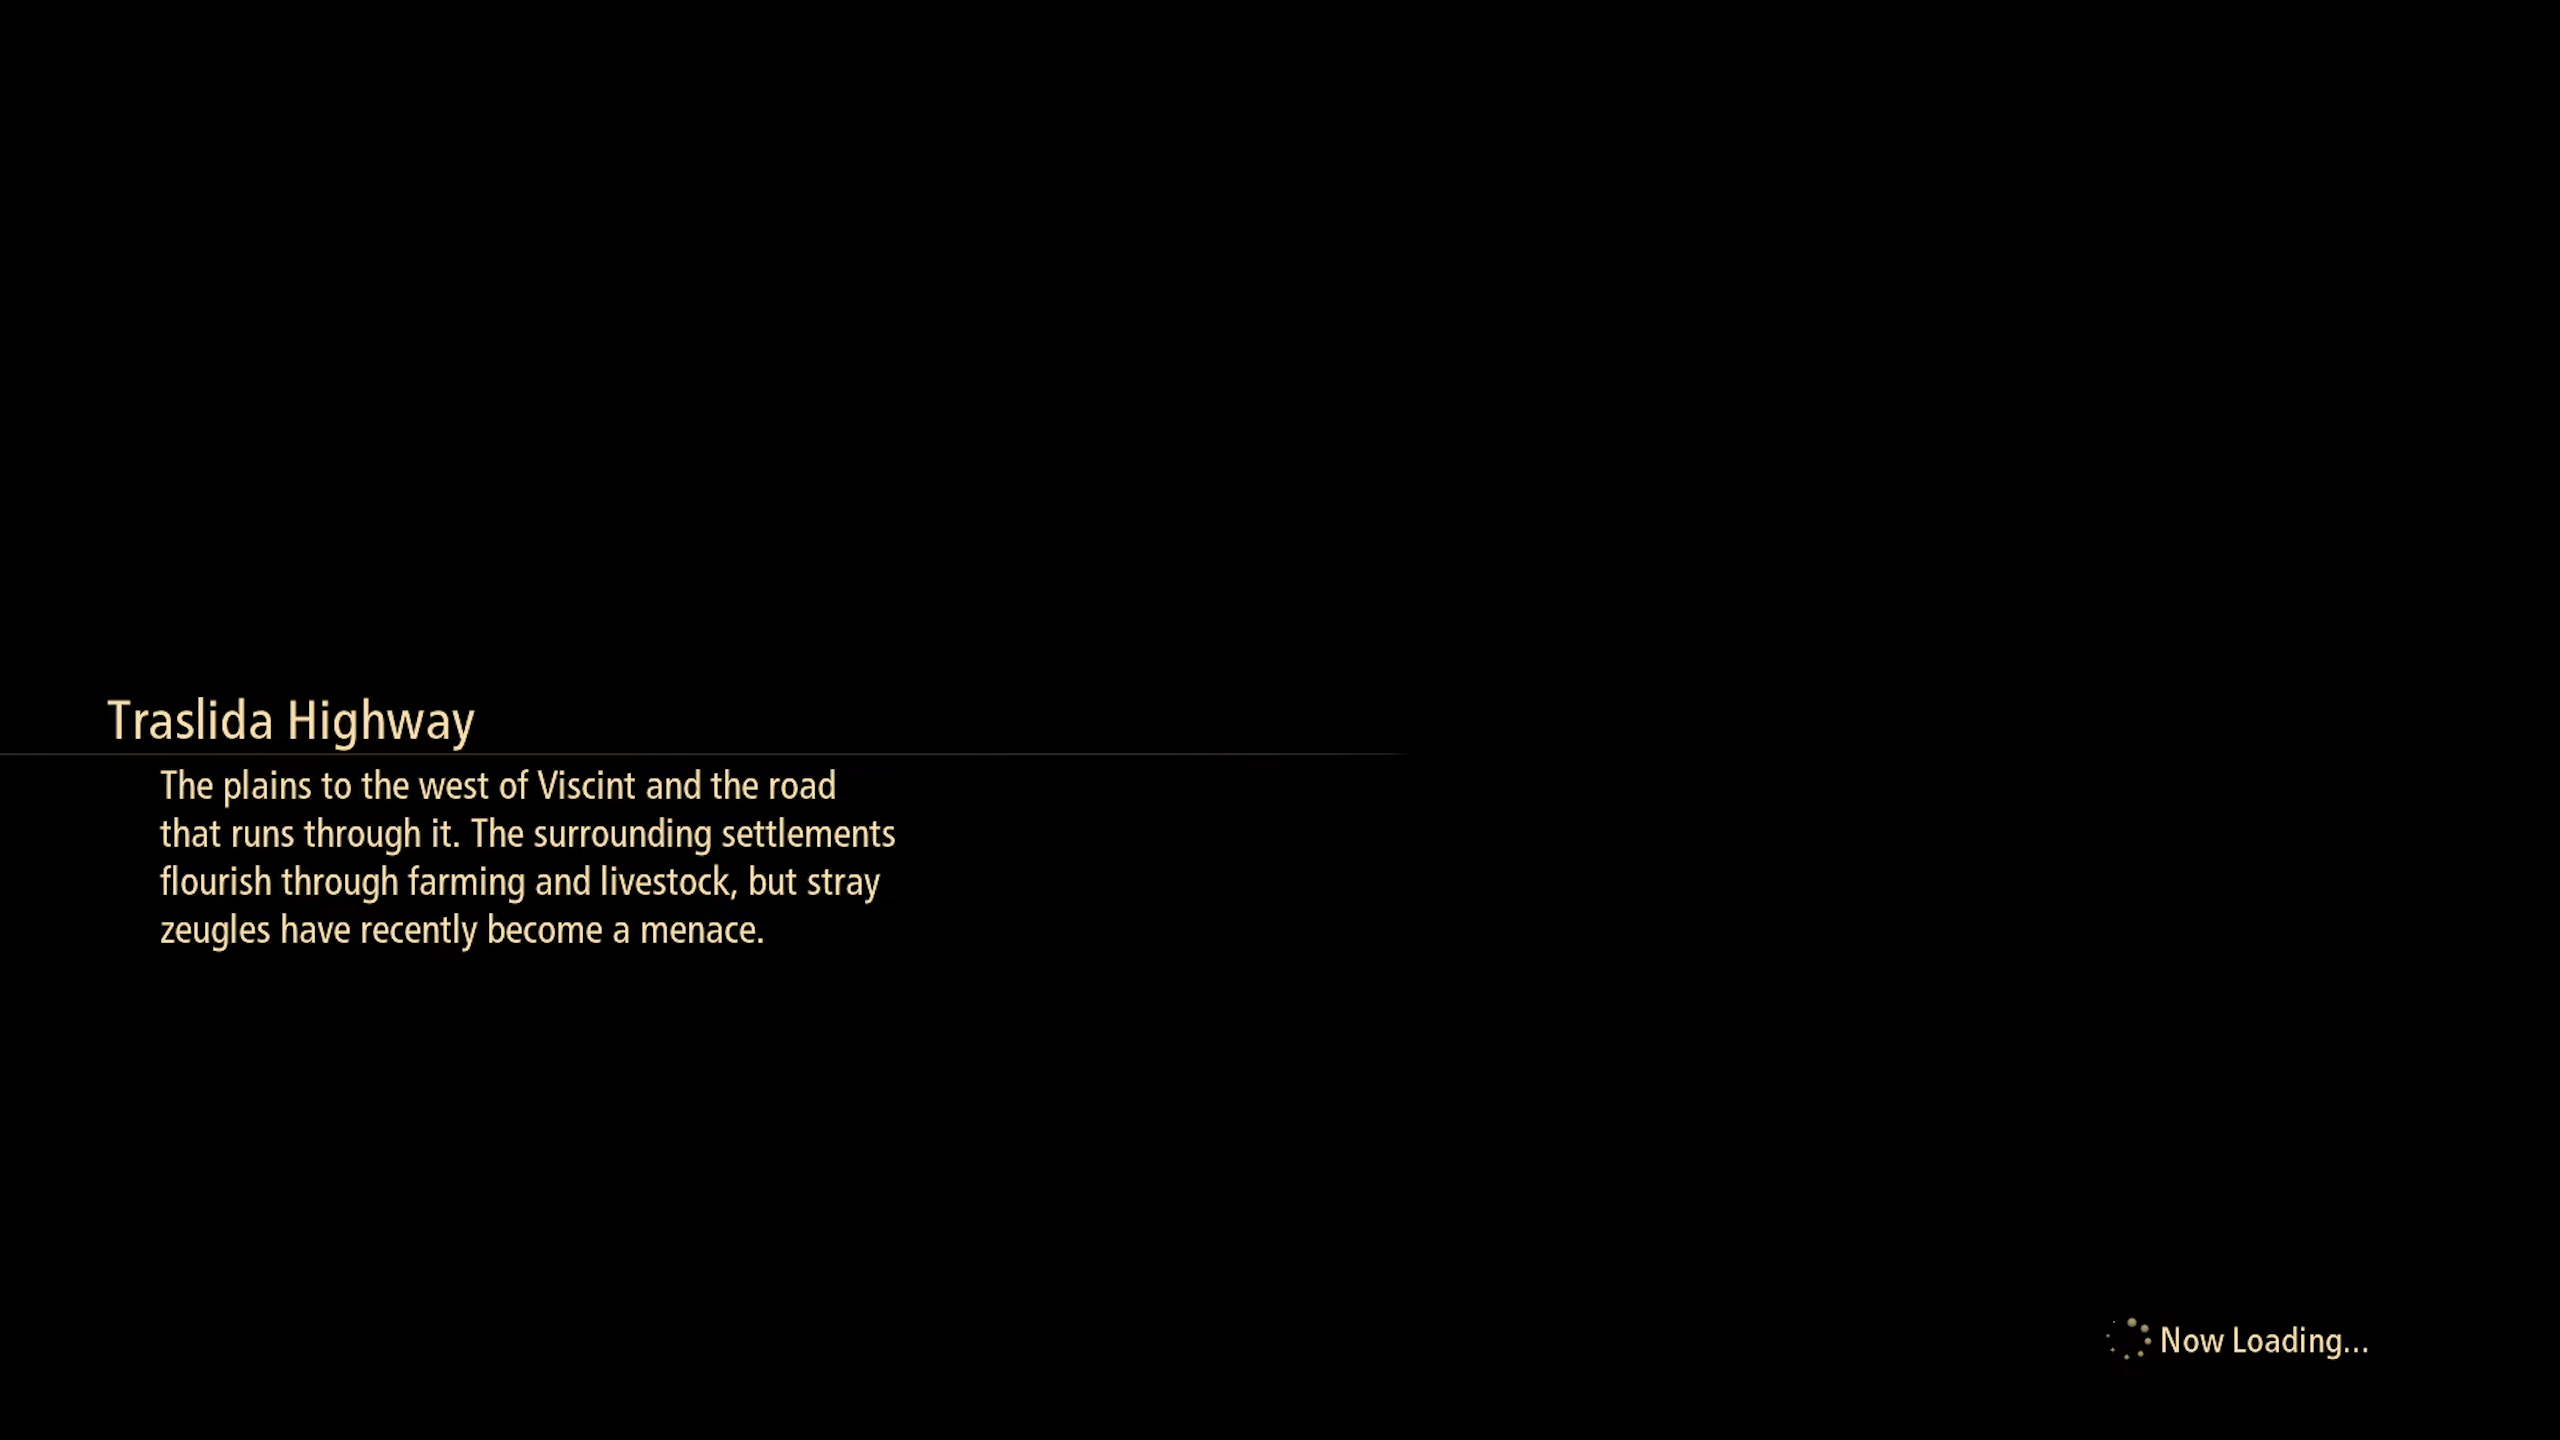 Traslida Highway
The plains to the west of Viscint and the road
that runs through it. The surrounding settlements
flourish through farming and livestock, but stray
zeugles have recently become a menace.
Now Loading...